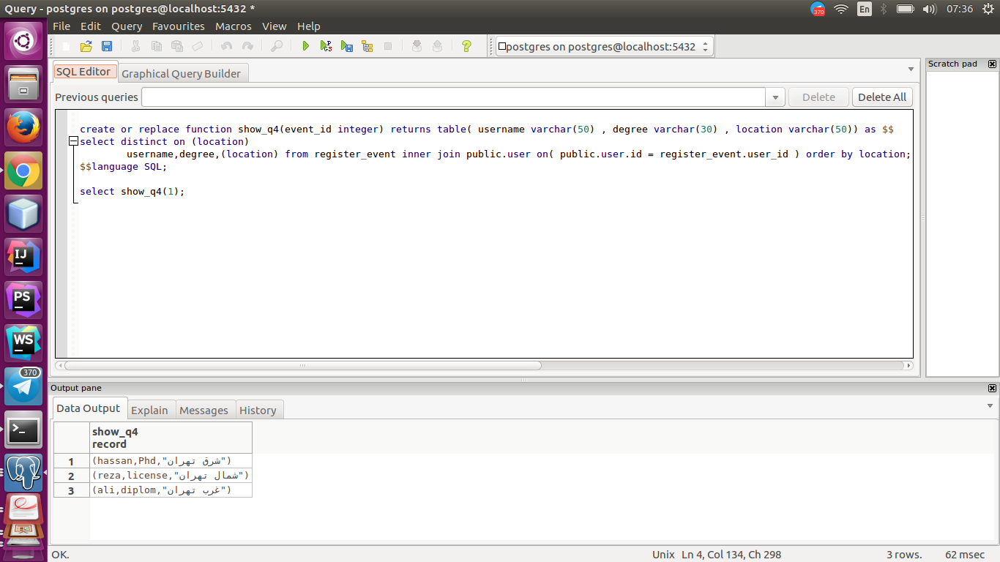 Query - postgres on postgres@localhost:5432 *
370
En
07:36
File Edit Query Favourites Macros View Help
postgres on postgres@localhost:5432
SQL Editor
Graphical Query Builder
Scratch pad
Previous queries
Delete
Delete All
create or replace function show_q4(event_id integer) returns table( username varchar(50) , degree varchar(30) , location varchar(50)) as $$
select distinct on (location)
username,degree,(location) from register_event inner join public.user on( public.user.id = register_event.user_id ) order by location;
$$language SQL;
select show_q4(1);
IJ
PS
WS
370
Output pane
Data Output
Explain
Messages
History
show_q4
record
1 (hassan,Phd,"شرق تهران")
2 (reza,license,"شمال تهران")
3 (ali,diplom,"غرب تهران")
OK.
Unix
Ln 4, Col 134, Ch 298
3 rows.
62 msec